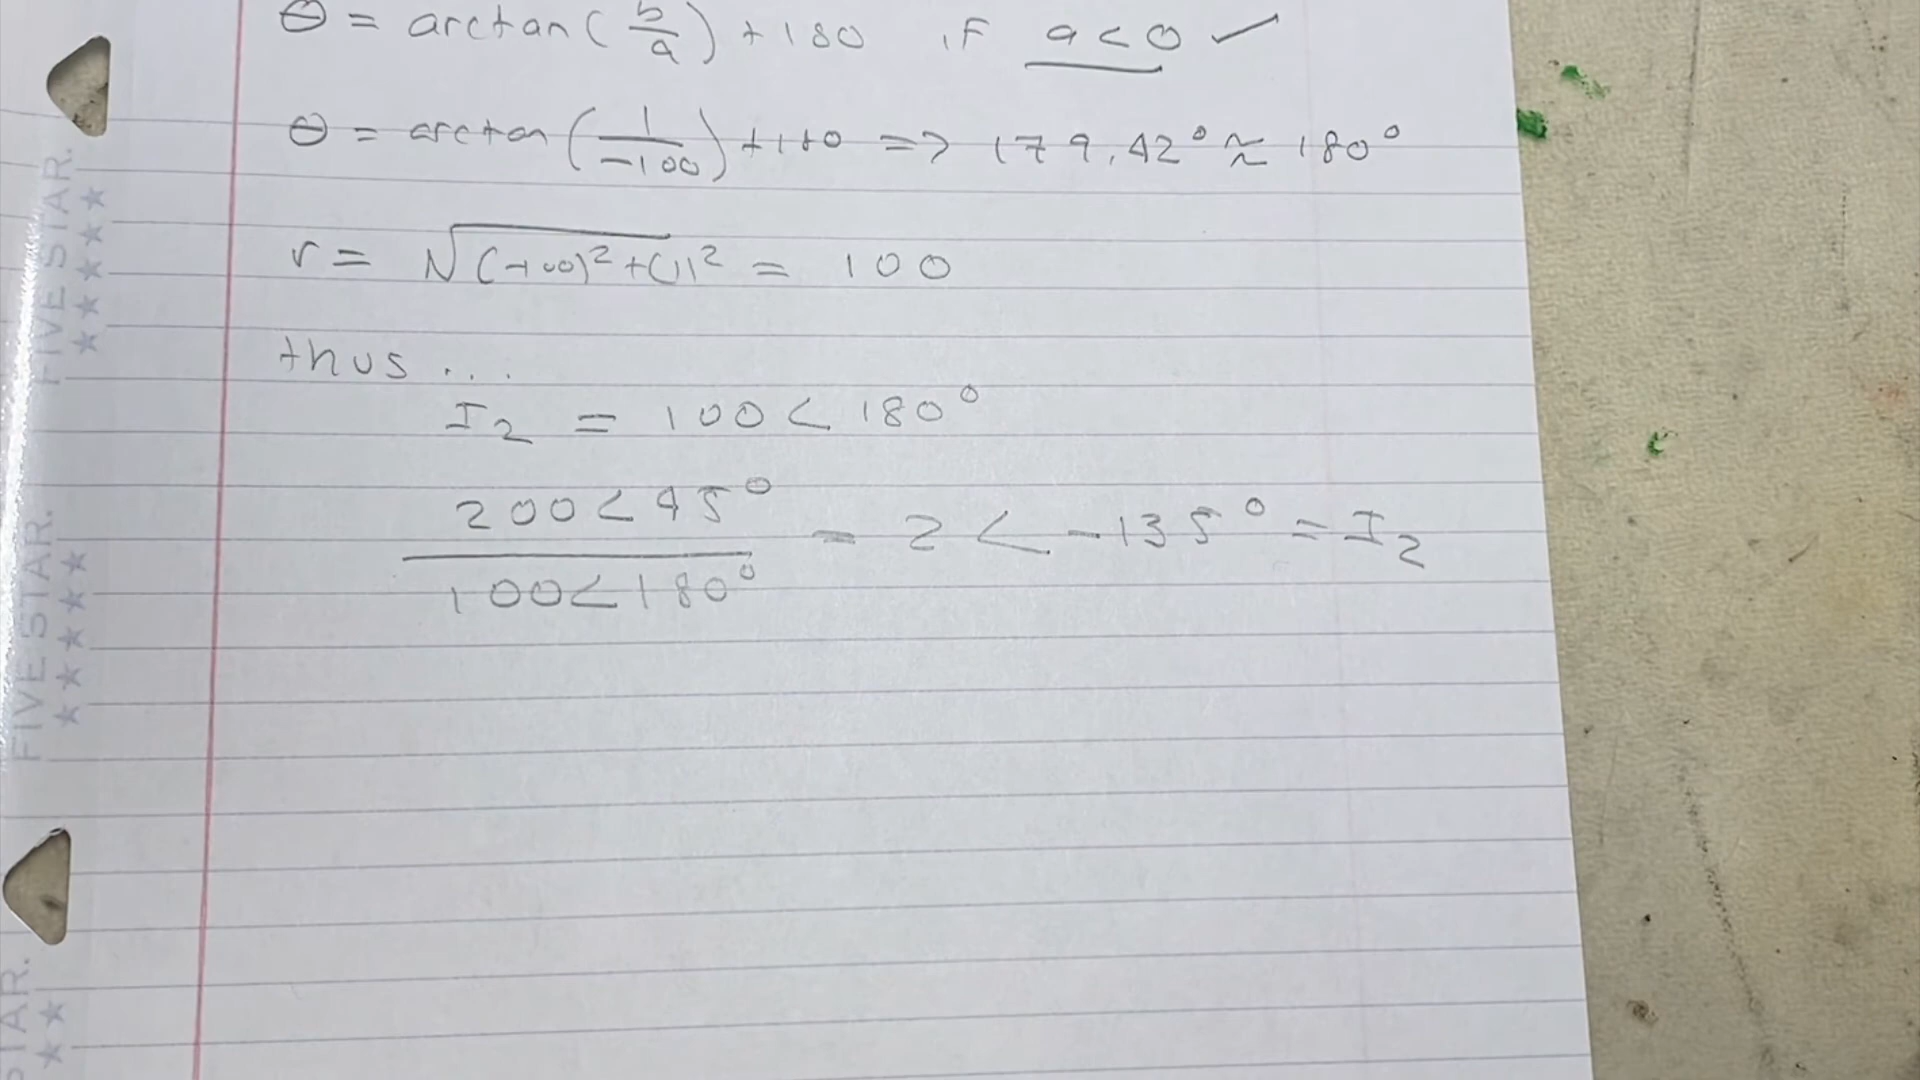 θ = arctan(b/a) + 180 if a < 0 ✓
θ = arctan(1/-100) + 180 => 179.42° ≈ 180°
r = √(-100)² + (1)² = 100
thus ...
I₂ = 100 < 180°
200 < 45° / 100 < 180° = 2 < -135° = I₂
FIVE STAR.
FIVE STAR.
STAR.